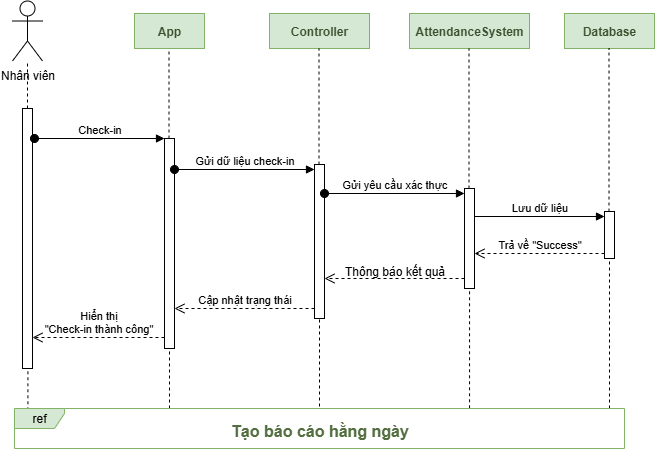 App
Controller
AttendanceSystem
Database
Nhân viên
Check-in
Gửi dữ liệu check-in
Gửi yêu cầu xác thực
Lưu dữ liệu
Trả về "Success"
Thông báo kết quả
Cập nhật trạng thái
Hiển thị
"Check-in thành công"
ref
Tạo báo cáo hằng ngày